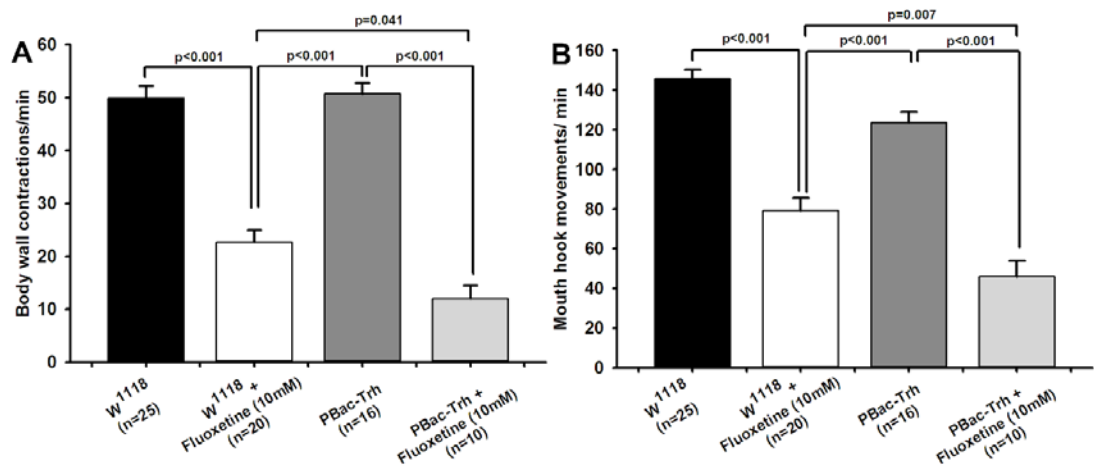 A
p=0.041
p<0.001
p<0.001
p<0.001
Body wall contractions/min
60
50
40
30
20
10
0
W1118
(n=25)
W1118 +
Fluoxetine (10mM)
(n=20)
PBac-Trh
(n=16)
PBac-Trh +
Fluoxetine (10mM)
(n=10)
B
p=0.007
p<0.001
p<0.001
p<0.001
Mouth hook movements/ min
160
140
120
100
80
60
40
20
0
W1118
(n=25)
W1118 +
Fluoxetine (10mM)
(n=20)
PBac-Trh
(n=16)
PBac-Trh +
Fluoxetine (10mM)
(n=10)